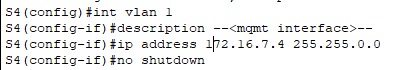 S4(config)#int vlan 1
S4(config-if)#description --<mqmt interface>--
S4(config-if)#ip address 172.16.7.4 255.255.0.0
S4(config-if)#no shutdown